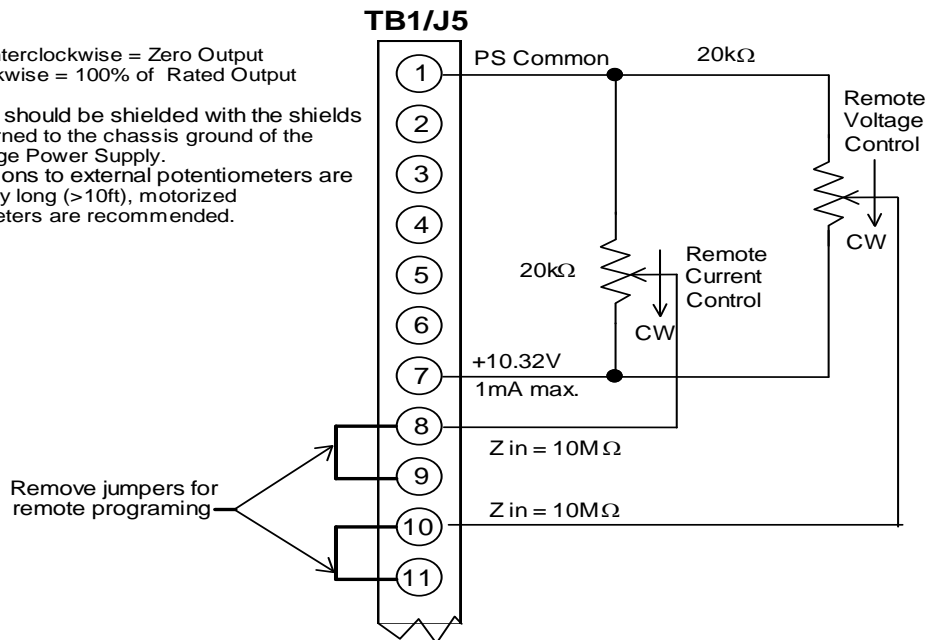 TB1/J5
nterclockwise = Zero Output
kwise = 100% of Rated Output
should be shielded with the shields
rned to the chassis ground of the
ge Power Supply.
ons to external potentiometers are
y long (>10ft), motorized
eters are recommended.
1
2
3
4
5
6
7
8
9
10
11
PS Common
20kΩ
Remote
Voltage
Control
CW
20kΩ
Remote
Current
Control
CW
+10.32V
1mA max.
Z in = 10MΩ
Z in = 10MΩ
Remove jumpers for
remote programing